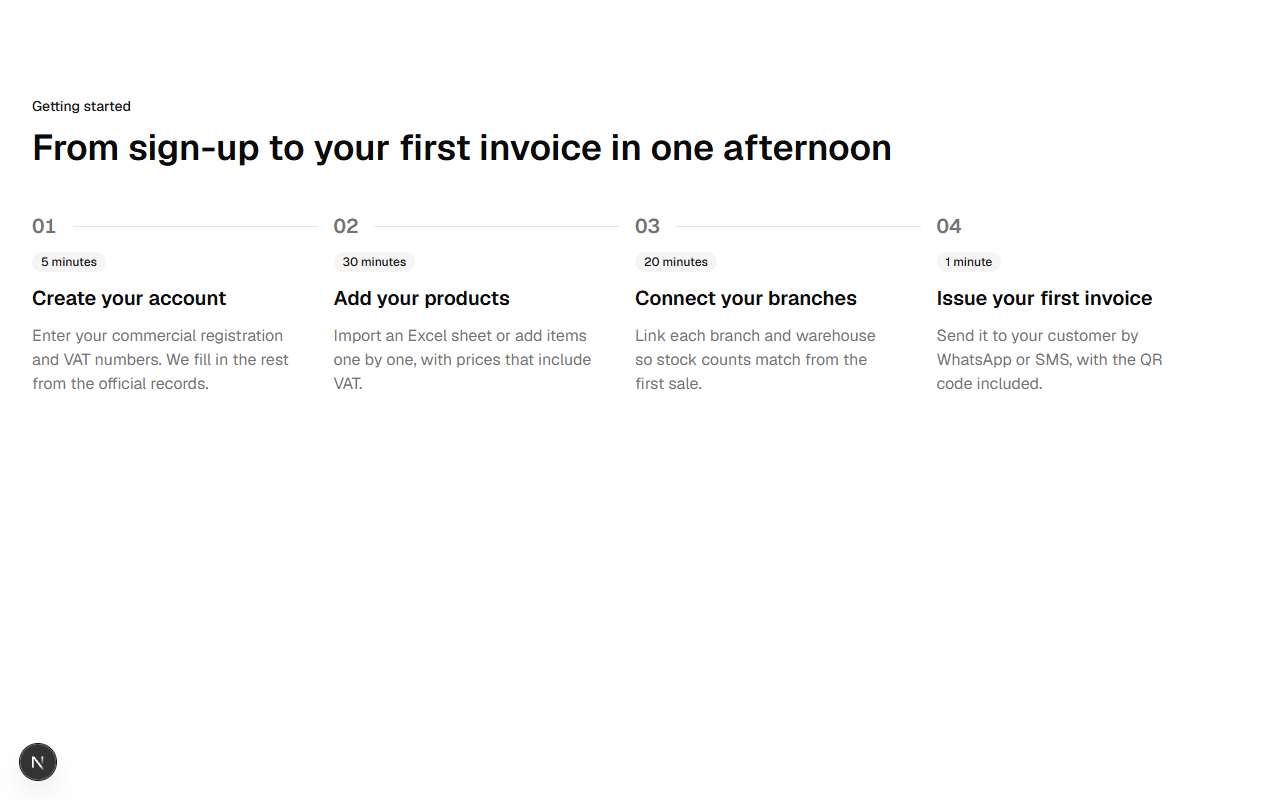 Getting started
From sign-up to your first invoice in one afternoon
01
5 minutes
Create your account
Enter your commercial registration
and VAT numbers. We fill in the rest
from the official records.
02
30 minutes
Add your products
Import an Excel sheet or add items
one by one, with prices that include
VAT.
03
20 minutes
Connect your branches
Link each branch and warehouse
so stock counts match from the
first sale.
04
1 minute
Issue your first invoice
Send it to your customer by
WhatsApp or SMS, with the QR
code included.
N